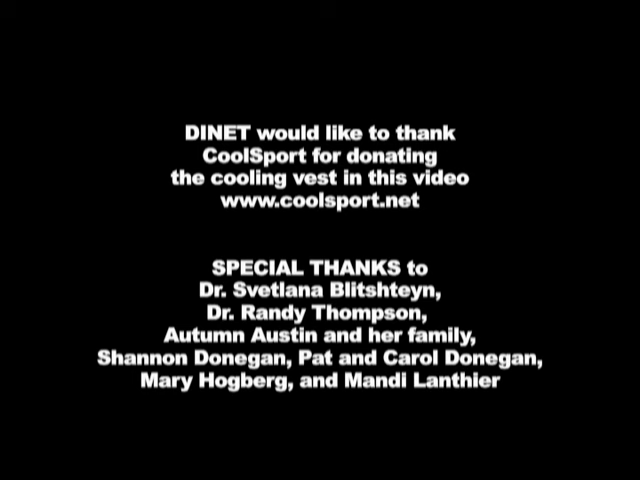 DINET would like to thank
CoolSport for donating
the cooling vest in this video
www.coolsport.net
SPECIAL THANKS to
Dr. Svetlana Blitshteyn,
Dr. Randy Thompson,
Autumn Austin and her family,
Shannon Donegan, Pat and Carol Donegan,
Mary Hogberg, and Mandi Lanthier